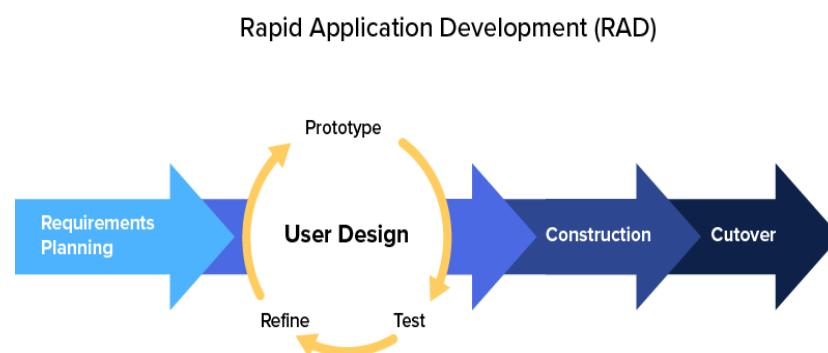 Rapid Application Development (RAD)
Prototype
Requirements
Planning
User Design
Construction
Cutover
Refine
Test